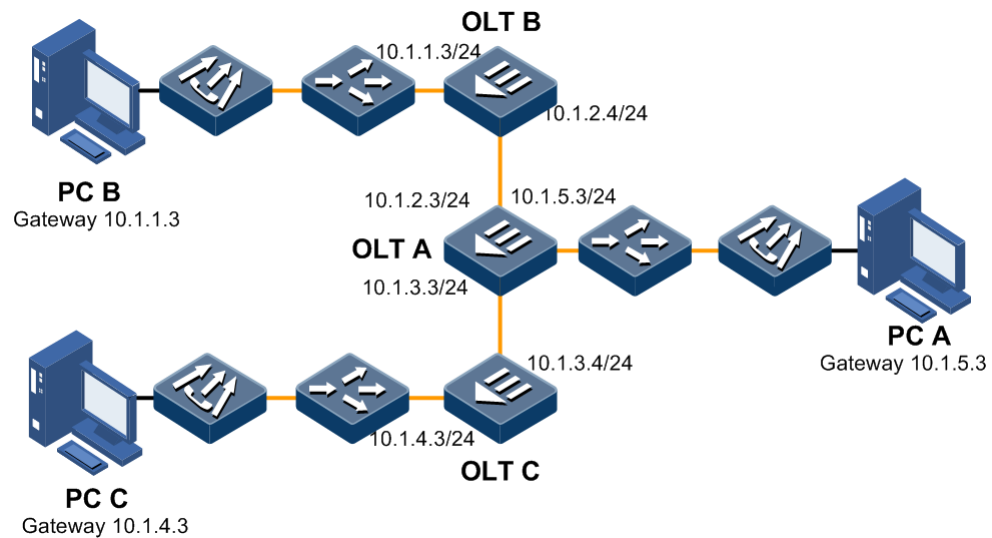 OLT B
10.1.1.3/24
10.1.2.4/24
PC B
Gateway 10.1.1.3
10.1.2.3/24
10.1.5.3/24
OLT A
10.1.3.3/24
PC A
Gateway 10.1.5.3
10.1.3.4/24
10.1.4.3/24
OLT C
PC C
Gateway 10.1.4.3